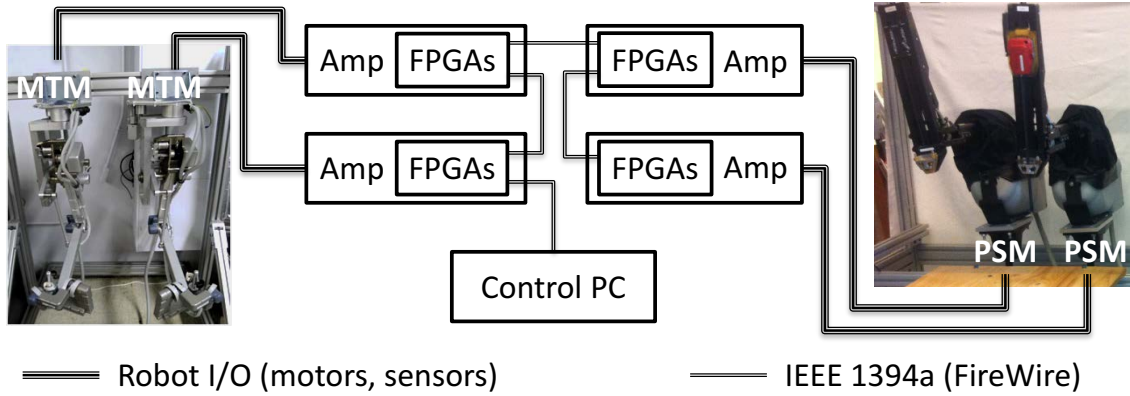 MTM MTM
Amp FPGAs
FPGAs Amp
Amp FPGAs
FPGAs Amp
Control PC
PSM PSM
Robot I/O (motors, sensors)
IEEE 1394a (FireWire)